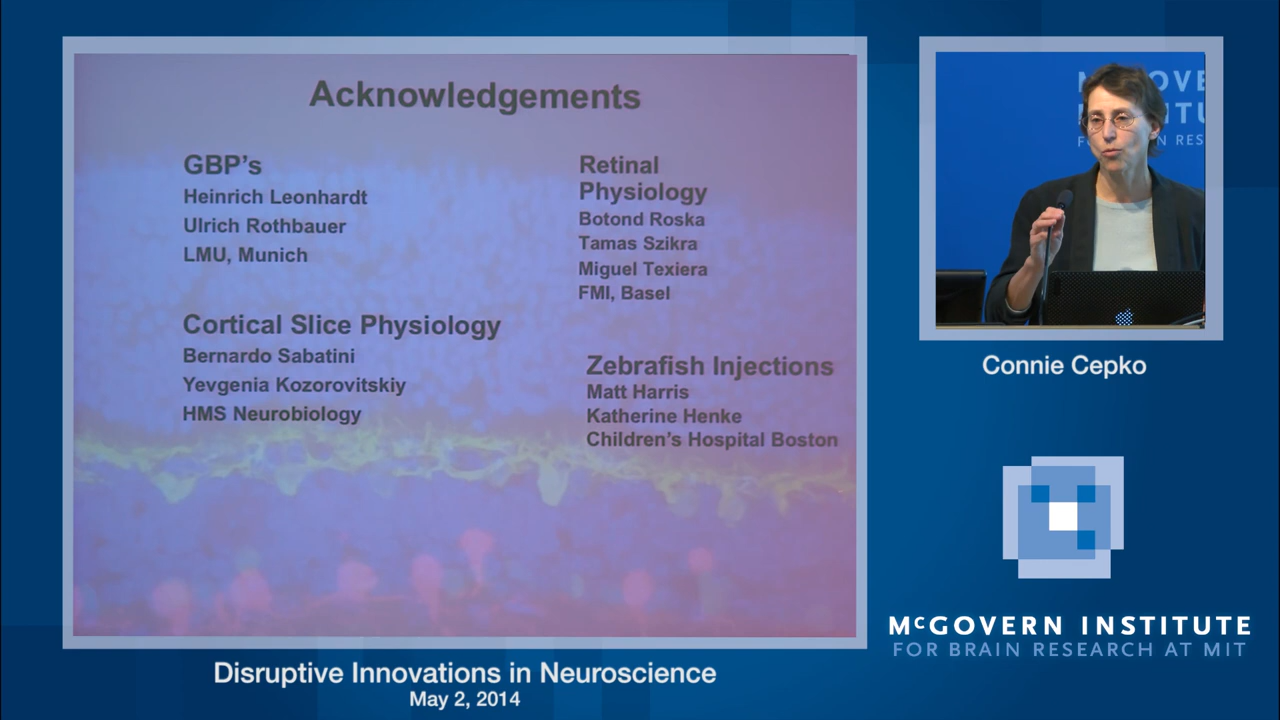 Acknowledgements
GBP's
Heinrich Leonhardt
Ulrich Rothbauer
LMU, Munich
Cortical Slice Physiology
Bernardo Sabatini
Yevgenia Kozorovitskiy
HMS Neurobiology
Retinal
Physiology
Botond Roska
Tamas Szikra
Miguel Texiera
FMI, Basel
Zebrafish Injections
Matt Harris
Katherine Henke
Children's Hospital Boston
Connie Cepko
McGOVERN INSTITUTE
FOR BRAIN RESEARCH AT MIT
Disruptive Innovations in Neuroscience
May 2, 2014